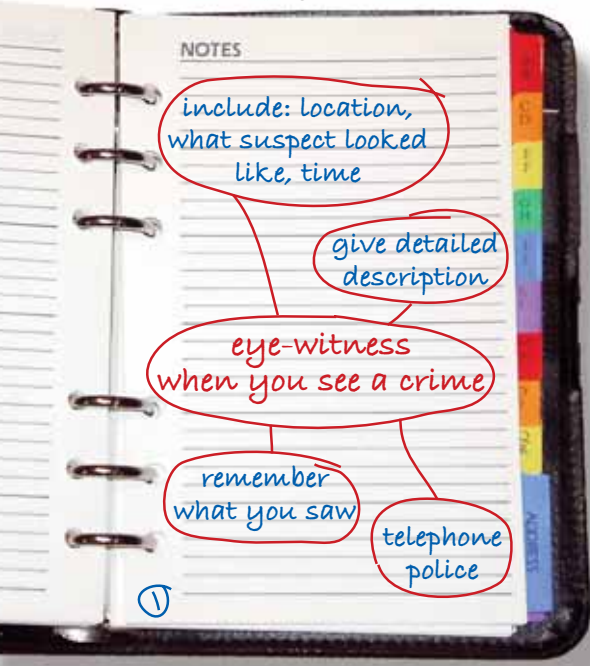 NOTES
include: location,
what suspect looked
like, time
give detailed
description
eye-witness
when you see a crime
remember
what you saw
telephone
police
1
ADDRESS